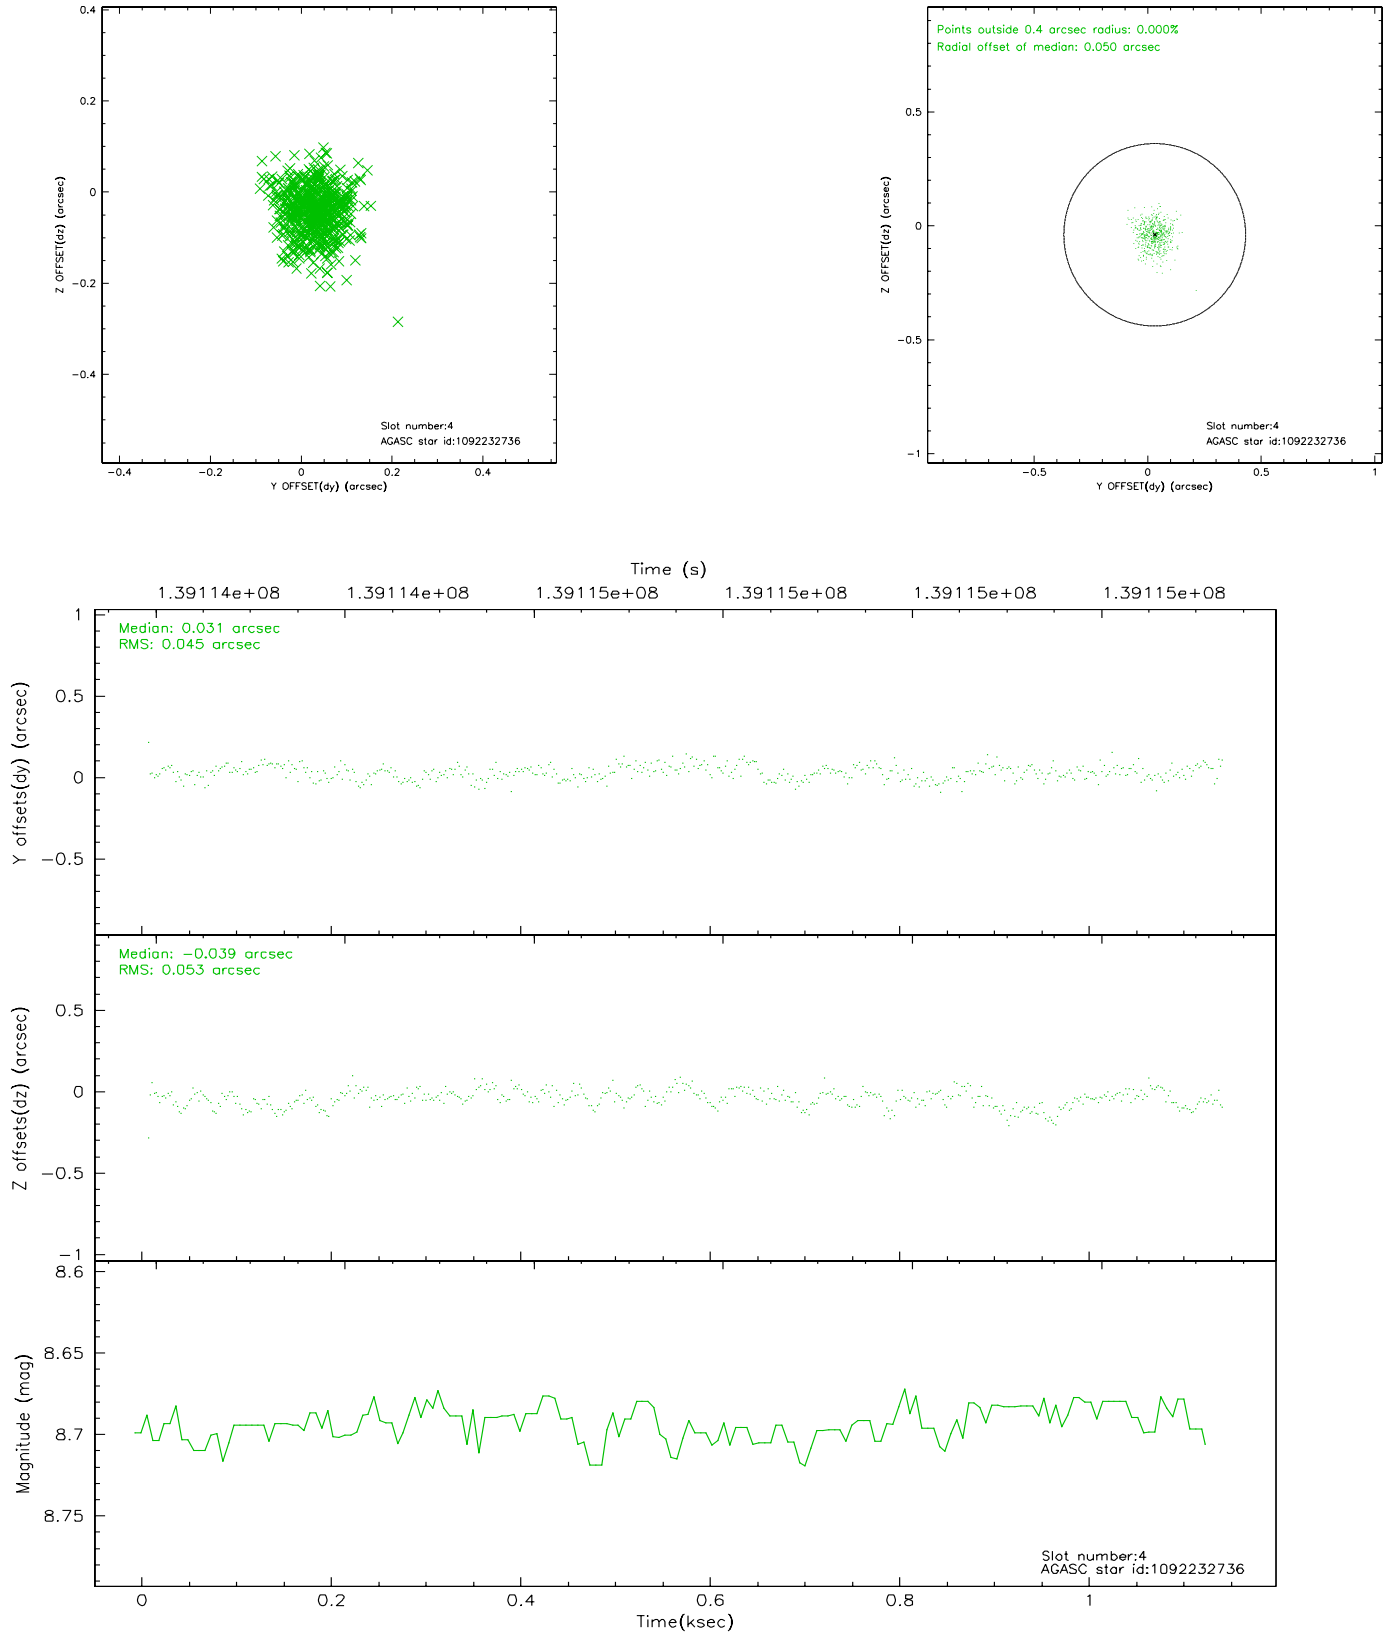 0.4
0.2
0
−0.2
−0.4
Z OFFSET(dz) (arcsec)
Slot number:4
AGASC star id:1092232736
−0.4 −0.2 0 0.2 0.4
Y OFFSET(dy) (arcsec)
Points outside 0.4 arcsec radius: 0.000%
Radial offset of median: 0.050 arcsec
0.5
0
−0.5
−1
Z OFFSET(dz) (arcsec)
Slot number:4
AGASC star id:1092232736
−0.5 0 0.5 1
Y OFFSET(dy) (arcsec)
Time (s)
1.39114e+08 1.39114e+08 1.39115e+08 1.39115e+08 1.39115e+08 1.39115e+08
Median: 0.031 arcsec
RMS: 0.045 arcsec
1
0.5
0
−0.5
Y offsets(dy) (arcsec)
Median: −0.039 arcsec
RMS: 0.053 arcsec
0.5
0
−0.5
−1
Z offsets(dz) (arcsec)
8.6
8.65
8.7
8.75
Magnitude (mag)
Slot number:4
AGASC star id:1092232736
0 0.2 0.4 0.6 0.8 1
Time(ksec)